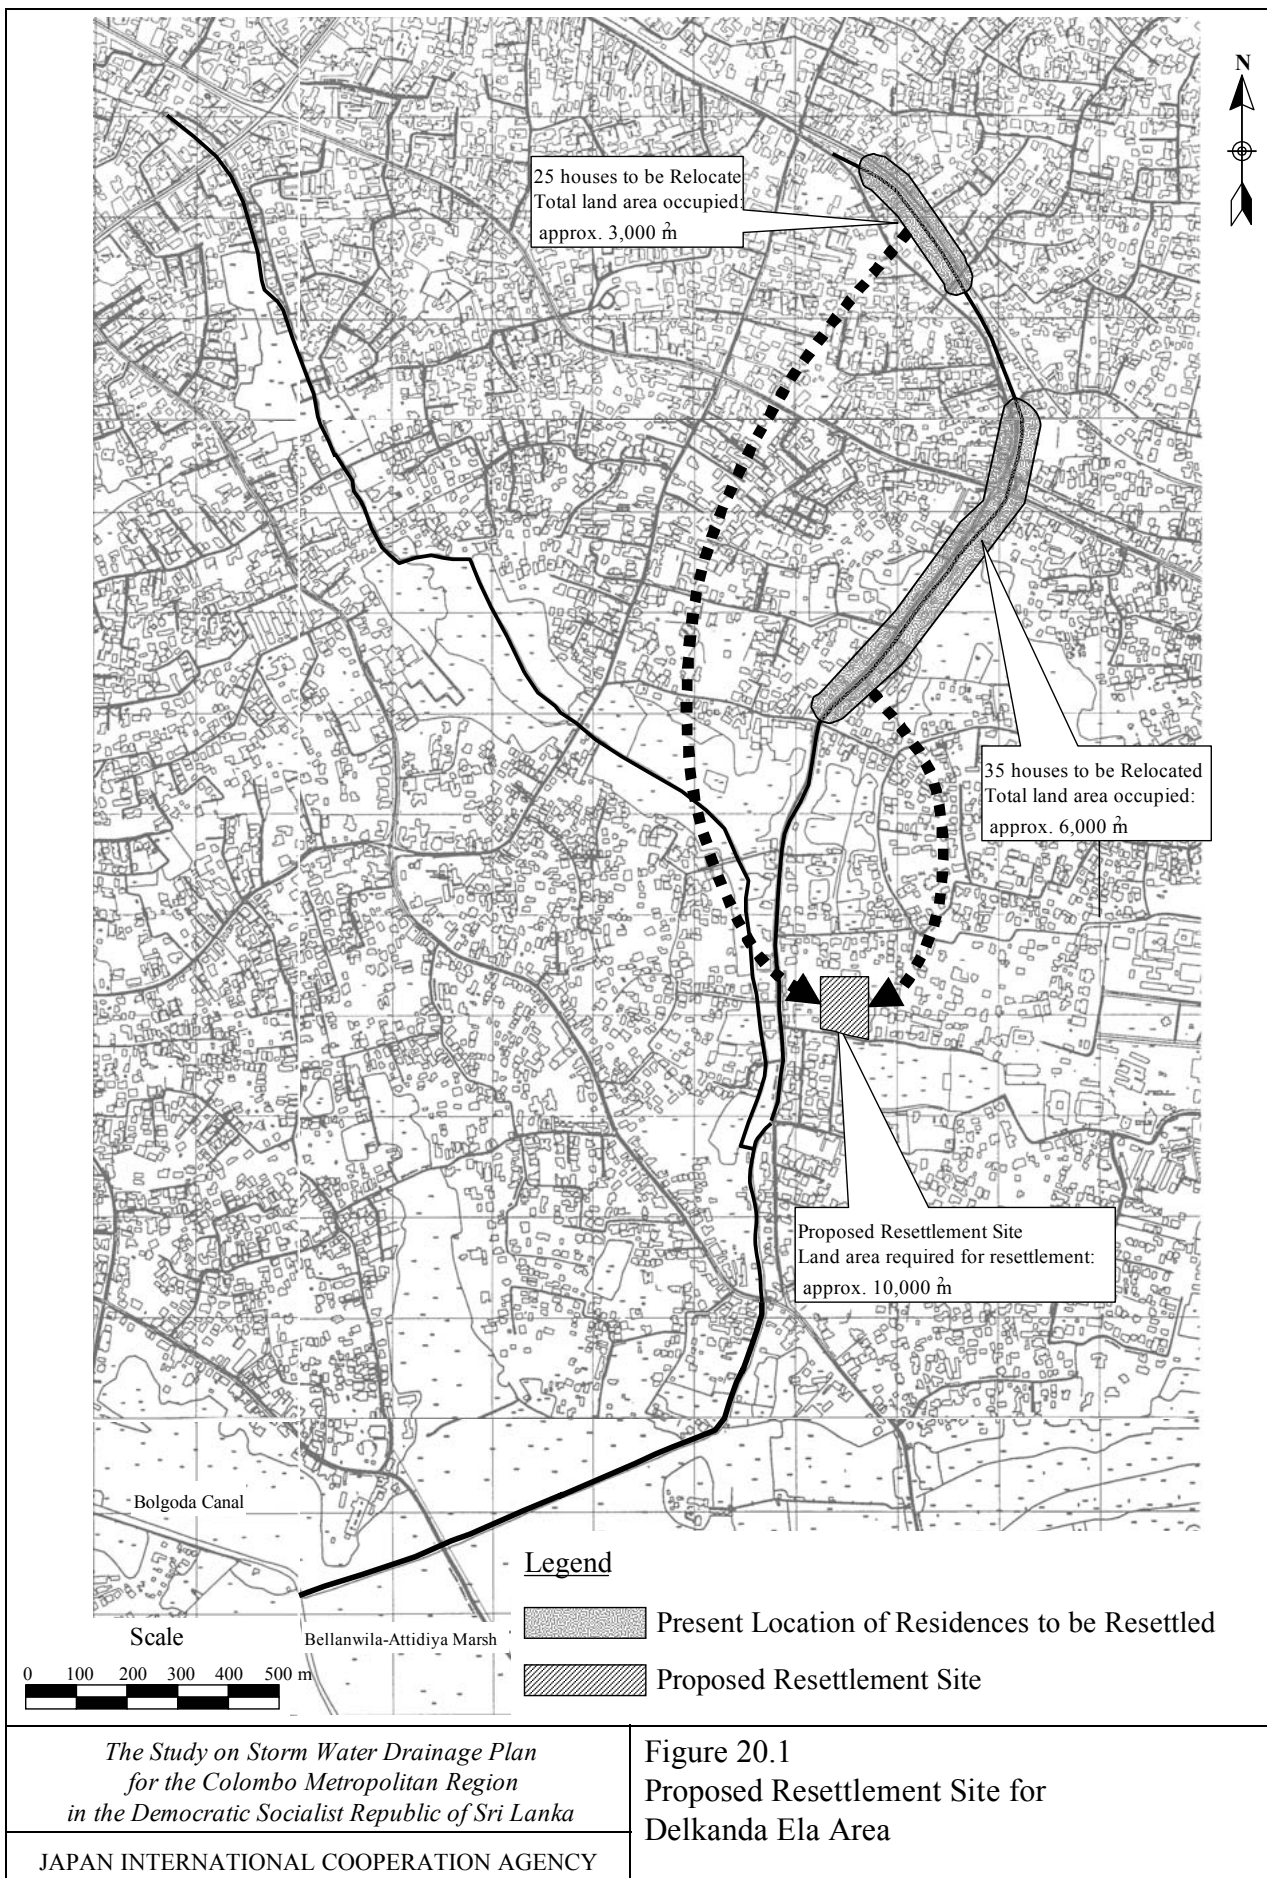 N
25 houses to be Relocate
Total land area occupied:
approx. 3,000 m2
35 houses to be Relocated
Total land area occupied:
approx. 6,000 m2
Proposed Resettlement Site
Land area required for resettlement:
approx. 10,000 m2
Bolgoda Canal
Bellanwila-Attidiya Marsh
Legend
Present Location of Residences to be Resettled
Proposed Resettlement Site
Scale
0 100 200 300 400 500 m
The Study on Storm Water Drainage Plan
for the Colombo Metropolitan Region
in the Democratic Socialist Republic of Sri Lanka
JAPAN INTERNATIONAL COOPERATION AGENCY
Figure 20.1
Proposed Resettlement Site for
Delkanda Ela Area